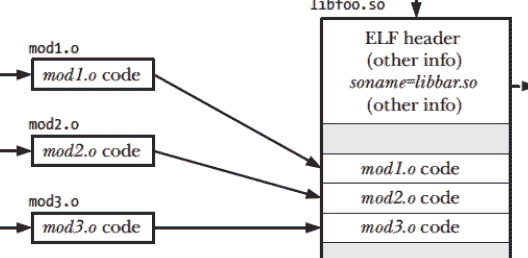 libfoo.so
ELF header
(other info)
soname=libbar.so
(other info)
mod1.o
mod1.o code
mod2.o
mod2.o code
mod3.o
mod3.o code
mod1.o code
mod2.o code
mod3.o code